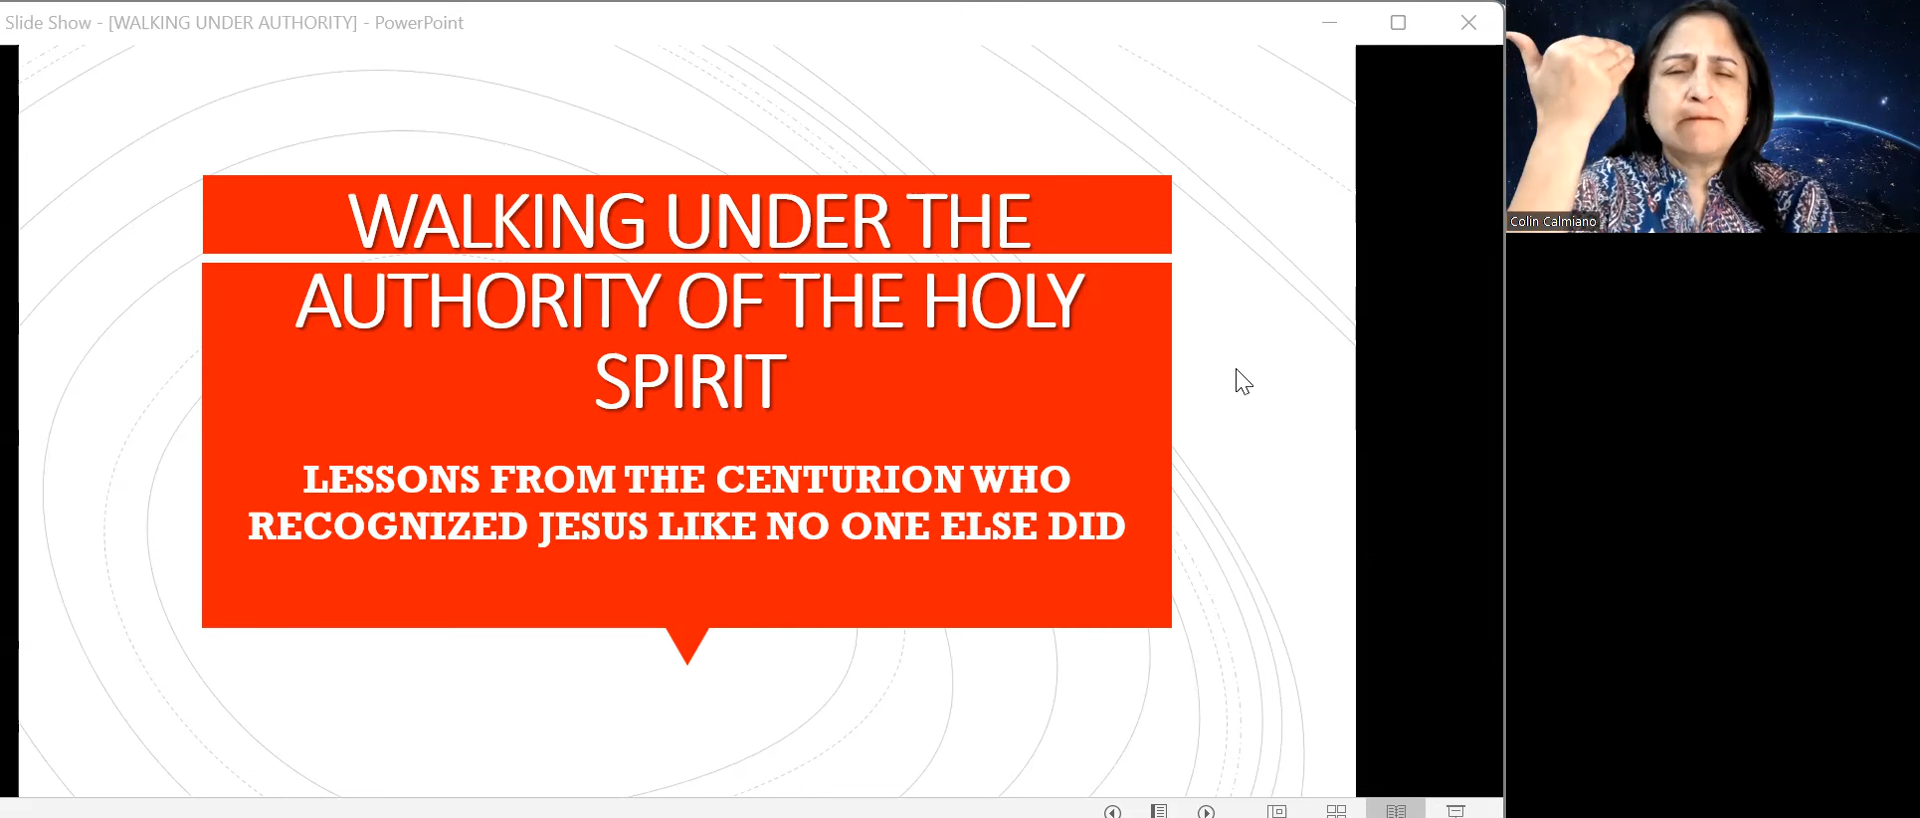 Slide Show - [WALKING UNDER AUTHORITY] - PowerPoint
WALKING UNDER THE
AUTHORITY OF THE HOLY
SPIRIT
LESSONS FROM THE CENTURION WHO
RECOGNIZED JESUS LIKE NO ONE ELSE DID
Colin Calmiano